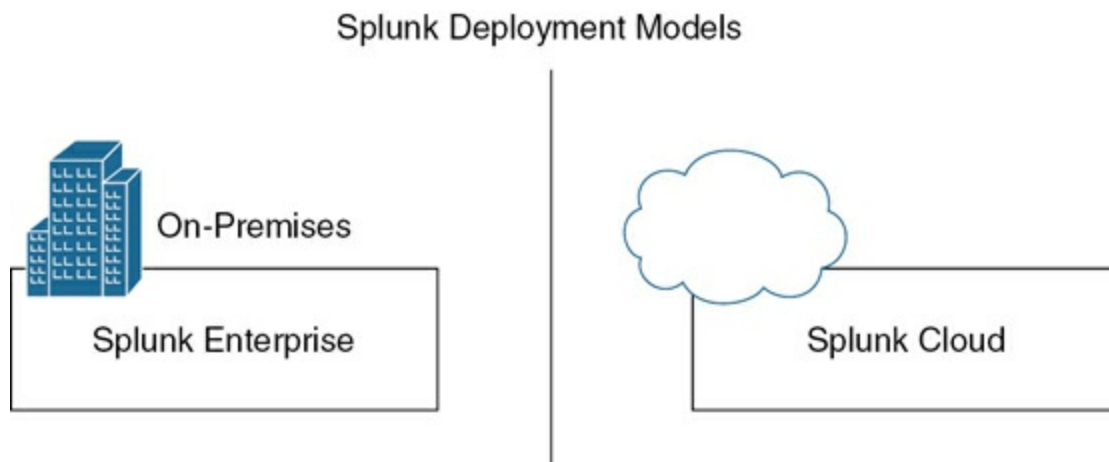 Splunk Deployment Models
On-Premises
Splunk Enterprise
Splunk Cloud